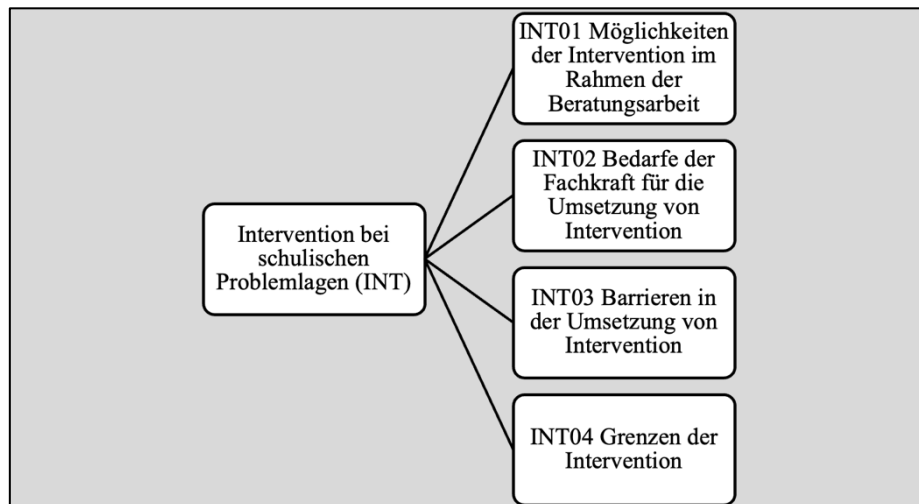 INT01 Möglichkeiten
der Intervention im
Rahmen der
Beratungsarbeit
INT02 Bedarfe der
Fachkraft für die
Umsetzung von
Intervention
Intervention bei
schulischen
Problemlagen (INT)
INT03 Barrieren in
der Umsetzung von
Intervention
INT04 Grenzen der
Intervention